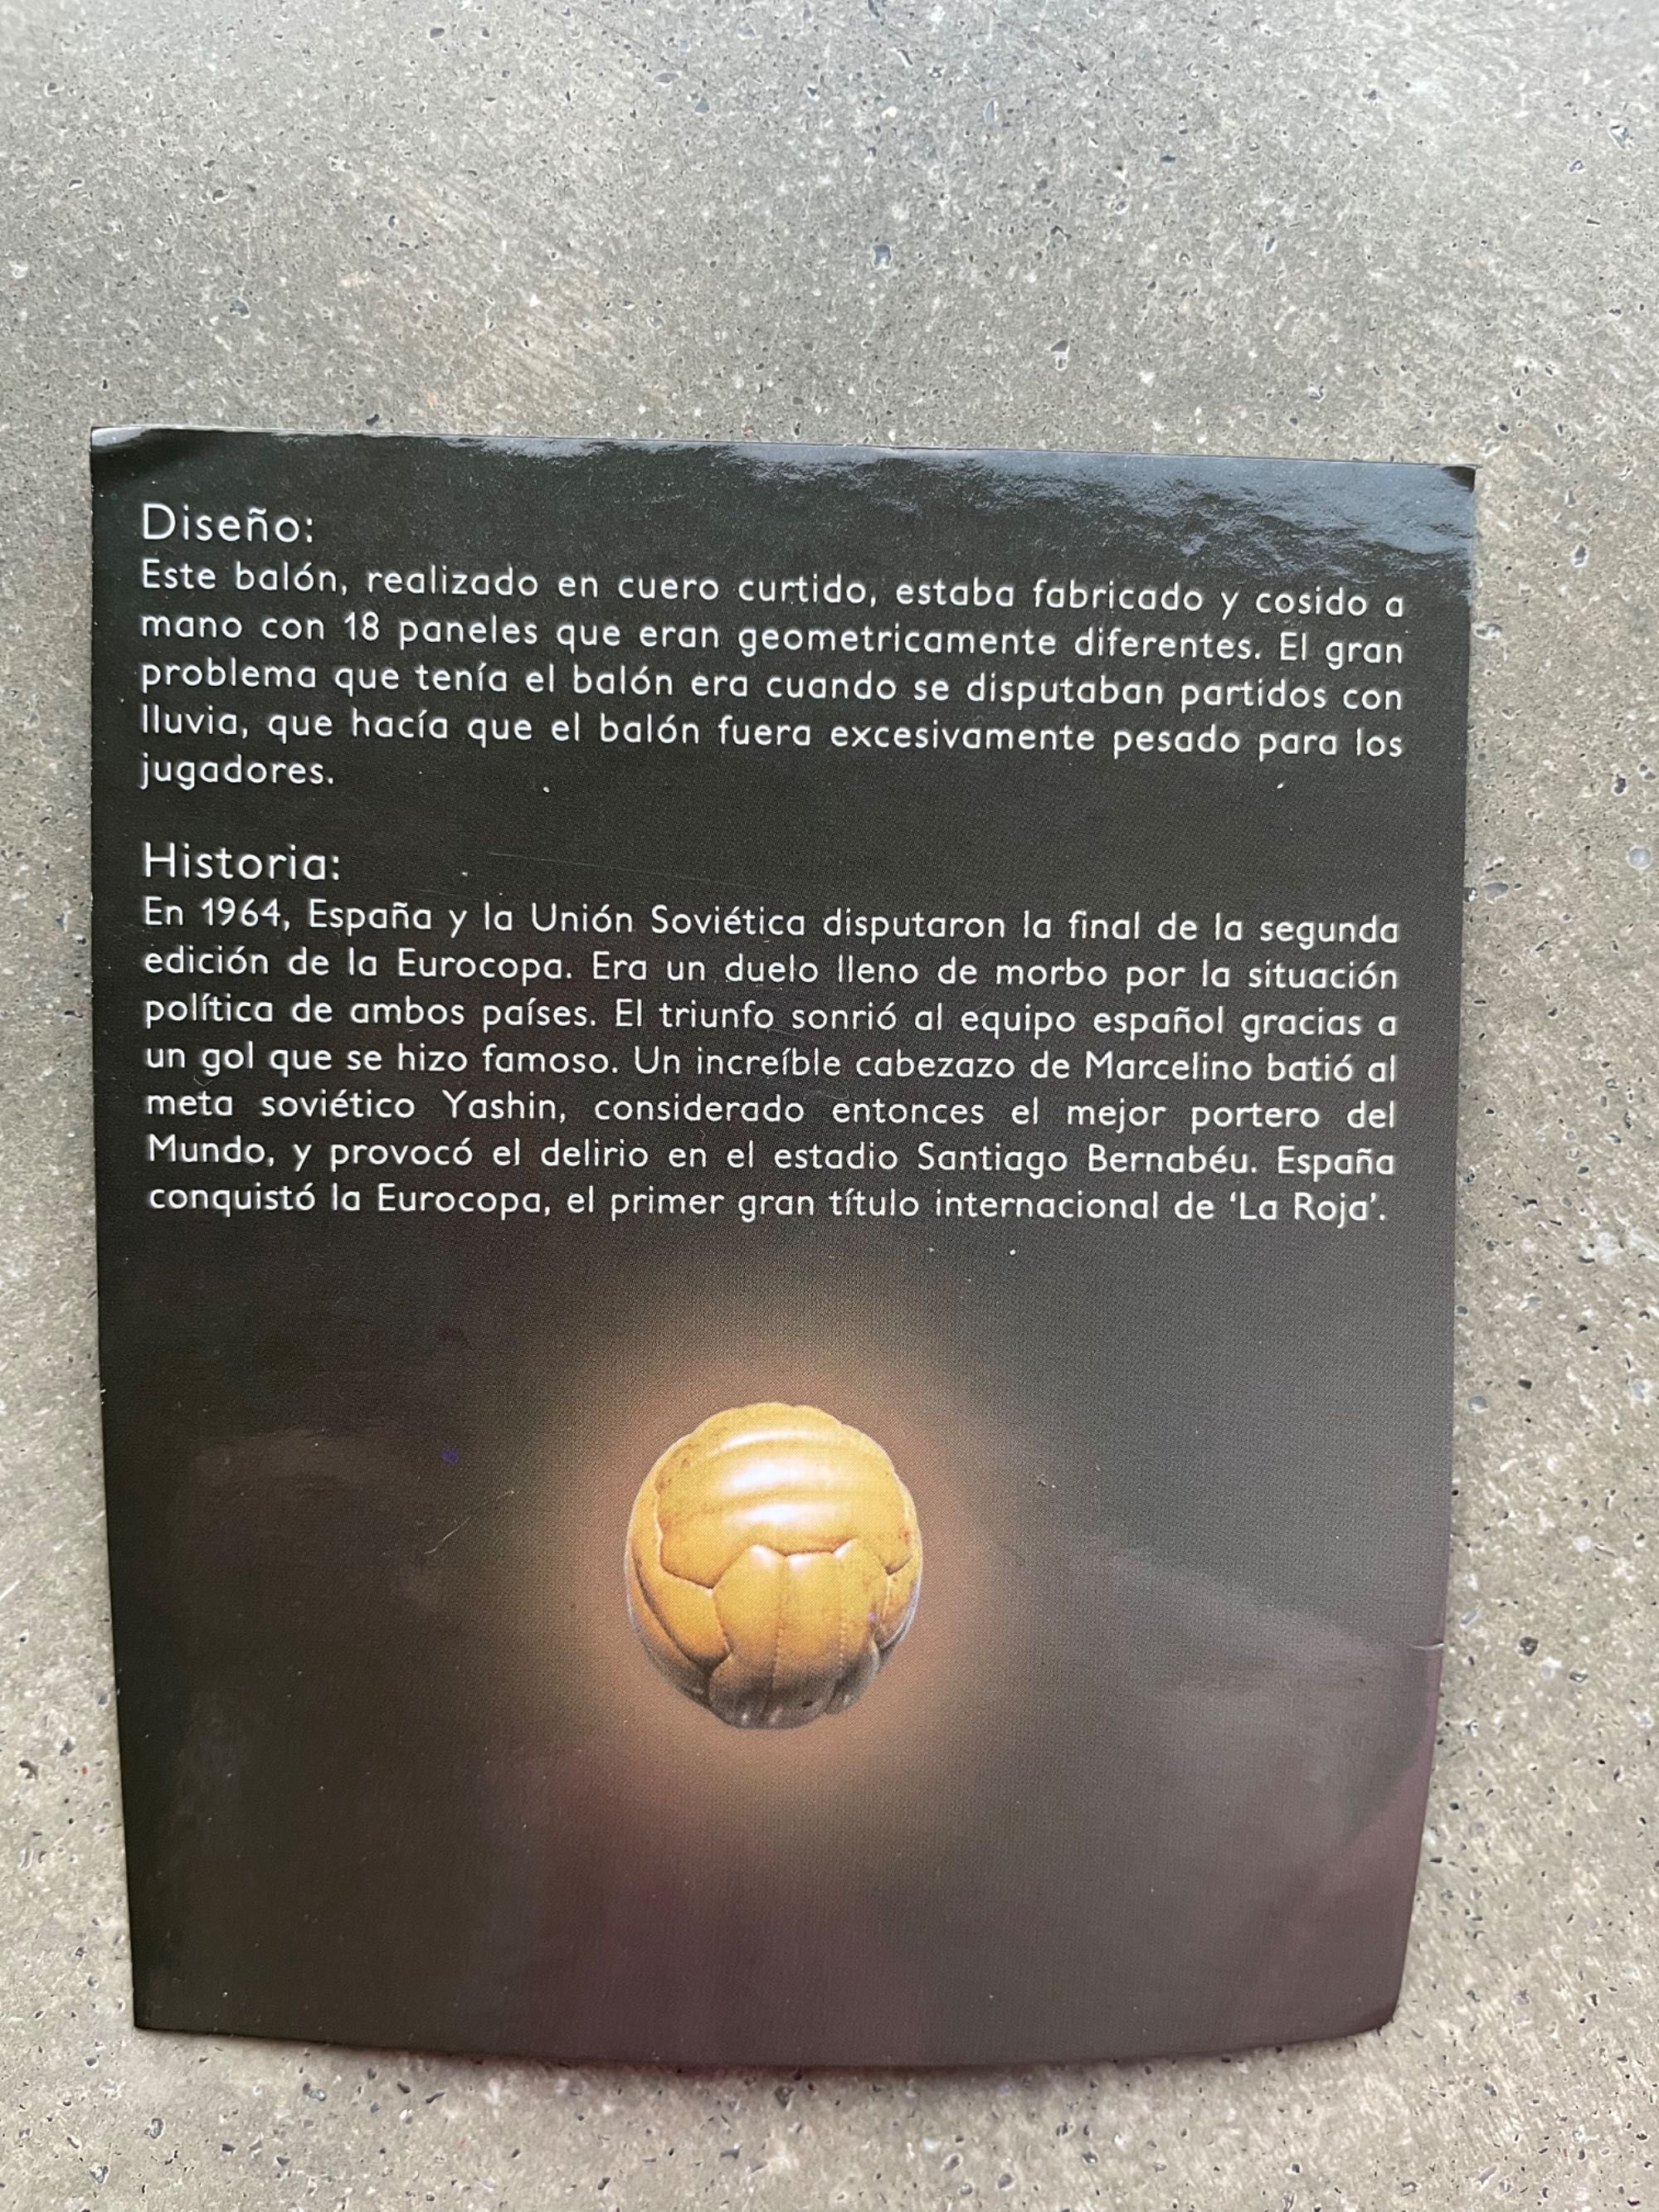 Diseño:
Este balón, realizado en cuero curtido, estaba fabricado y cosido a
mano con 18 paneles que eran geometricamente diferentes. El gran
problema que tenía el balón era cuando se disputaban partidos con
lluvia, que hacía que el balón fuera excesivamente pesado para los
jugadores.
Historia:
En 1964, España y la Unión Soviética disputaron la final de la segunda
edición de la Eurocopa. Era un duelo lleno de morbo por la situación
política de ambos países. El triunfo sonrió al equipo español gracias a
un gol que se hizo famoso. Un increíble cabezazo de Marcelino batió al
meta soviético Yashin, considerado entonces el mejor portero del
Mundo, y provocó el delirio en el estadio Santiago Bernabéu. España
conquistó la Eurocopa, el primer gran título internacional de ‘La Roja’.